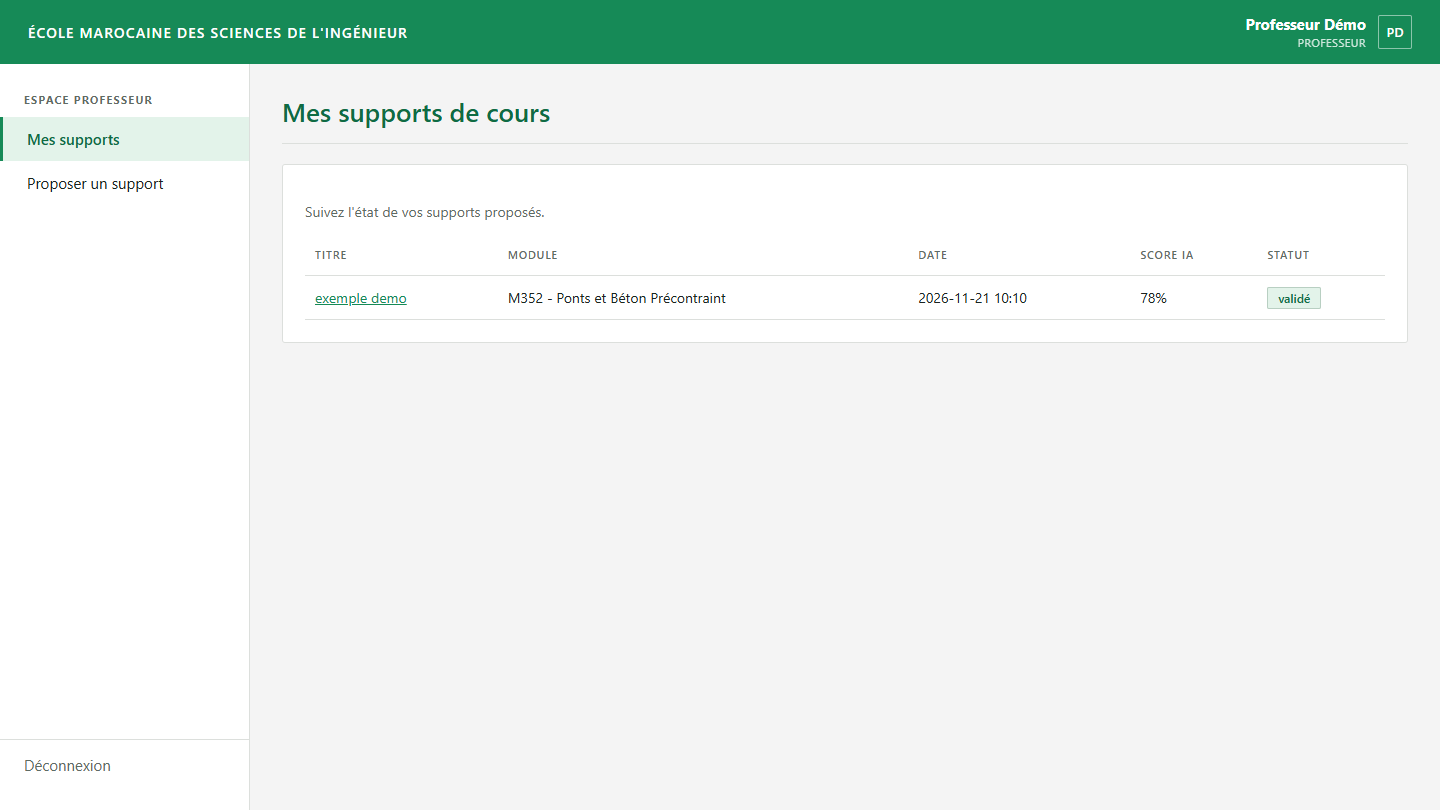 ÉCOLE MAROCAINE DES SCIENCES DE L'INGÉNIEUR
Professeur Démo
PROFESSEUR
PD
ESPACE PROFESSEUR
Mes supports
Proposer un support
Déconnexion
Mes supports de cours
Suivez l'état de vos supports proposés.
TITRE MODULE DATE SCORE IA STATUT
exemple demo M352 - Ponts et Béton Précontraint 2026-11-21 10:10 78% validé